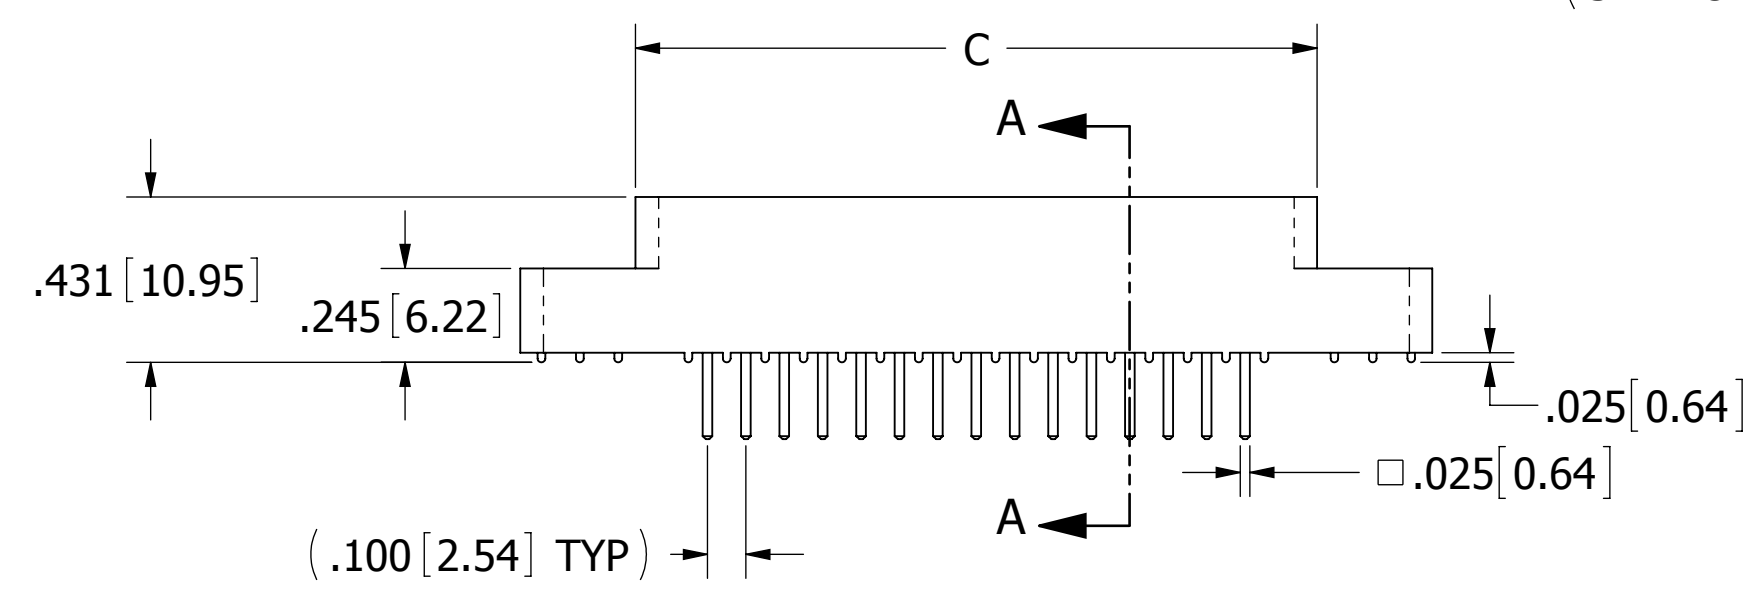 C
A
.431[10.95]
.245[6.22]
.025[0.64]
□ .025[0.64]
A
(.100[2.54] TYP)